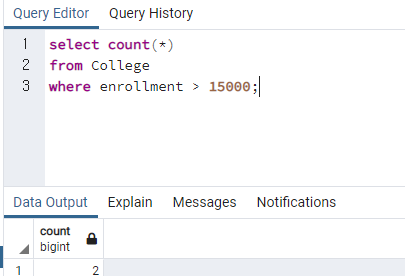 Query Editor Query History
1 select count(*)
2 from College
3 where enrollment > 15000;
Data Output Explain Messages Notifications
count
bigint
1 2